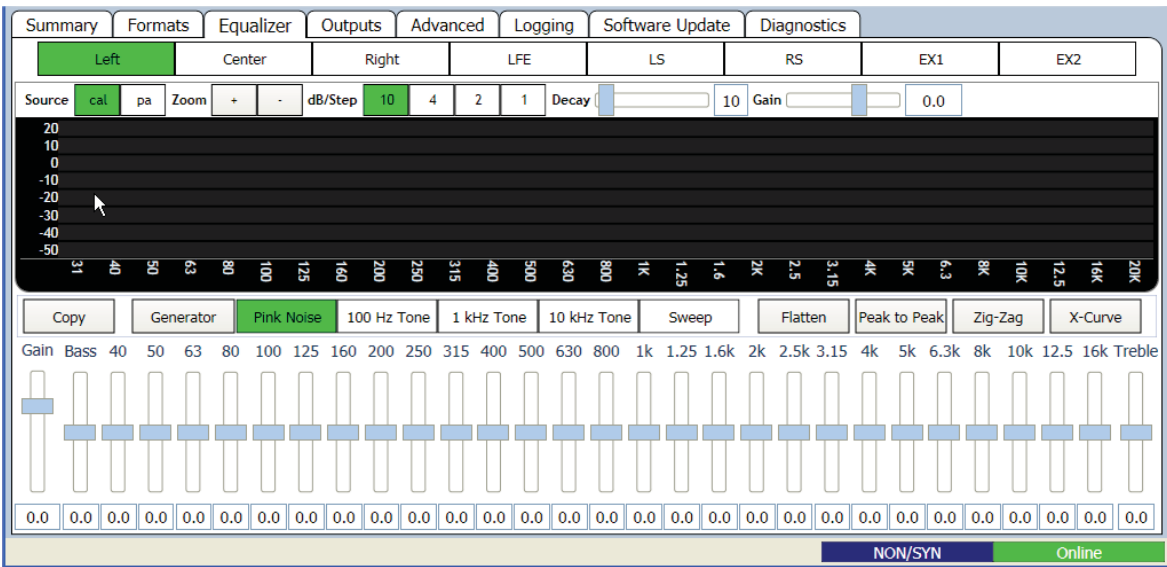 Summary Formats Equalizer Outputs Advanced Logging Software Update Diagnostics
Left Center Right LFE LS RS EX1 EX2
Source cal pa Zoom + - dB/Step 10 4 2 1 Decay 10 Gain 0.0
20
10
0
-10
-20
-30
-40
-50
31 40 50 63 80 100 125 160 200 250 315 400 500 630 800 1K 1.25 1.6 2K 2.5 3.15 4K 5K 6.3 8K 10K 12.5 16K 20K
Copy Generator Pink Noise 100 Hz Tone 1 kHz Tone 10 kHz Tone Sweep Flatten Peak to Peak Zig-Zag X-Curve
Gain Bass 40 50 63 80 100 125 160 200 250 315 400 500 630 800 1k 1.25 1.6k 2k 2.5k 3.15 4k 5k 6.3k 8k 10k 12.5 16k Treble
0.0 0.0 0.0 0.0 0.0 0.0 0.0 0.0 0.0 0.0 0.0 0.0 0.0 0.0 0.0 0.0 0.0 0.0 0.0 0.0 0.0 0.0 0.0 0.0 0.0 0.0 0.0 0.0 0.0 0.0
NON/SYN Online